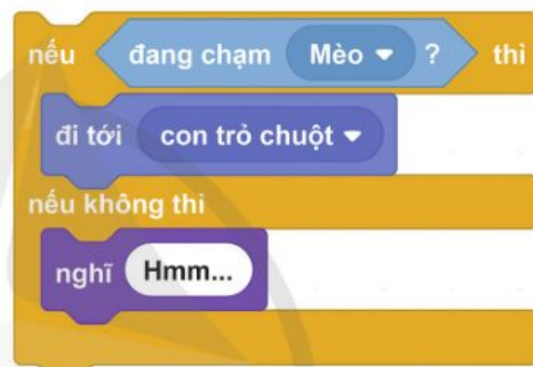 nếu đang chạm Mèo ? thì
đi tới con trỏ chuột
nếu không thì
nghĩ Hmm...